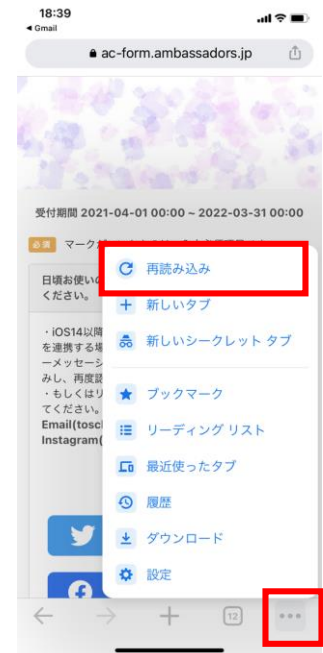 18:39
Gmail
ac-form.ambassadors.jp
受付期間 2021-04-01 00:00 ~ 2022-03-31 00:00
必須 マーク
日頃お使い
ください。
・iOS14以降
を連携する場
ーメッセー
みし、再度認
・もしくは
てください。
Email(toscl
Instagram(
再読み込み
新しいタブ
新しいシークレット タブ
ブックマーク
リーディング リスト
最近使ったタブ
履歴
ダウンロード
設定
12